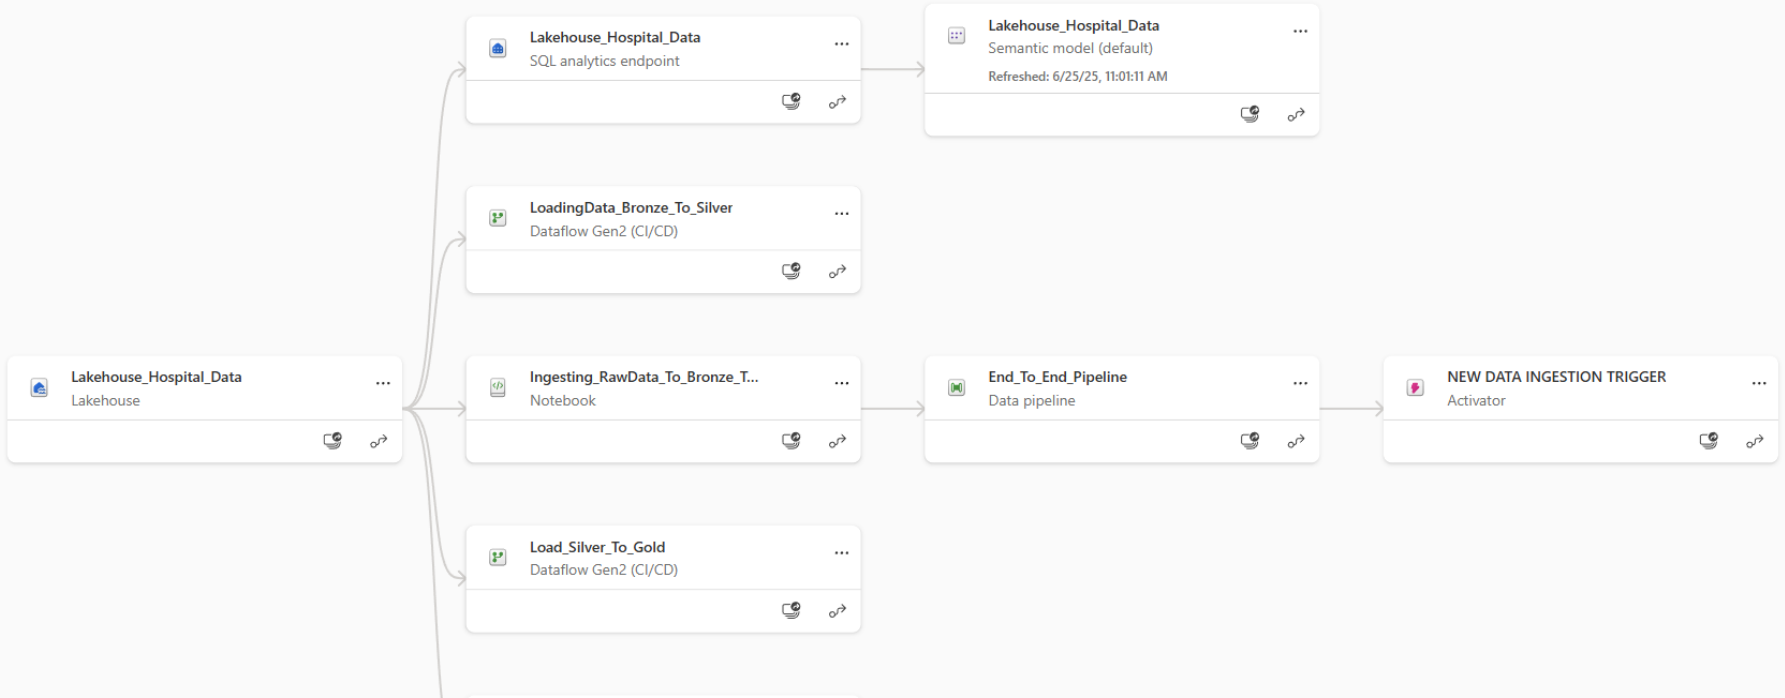 Lakehouse_Hospital_Data
SQL analytics endpoint
Lakehouse_Hospital_Data
Semantic model (default)
Refreshed: 6/25/25, 11:01:11 AM
LoadingData_Bronze_To_Silver
Dataflow Gen2 (CI/CD)
Lakehouse_Hospital_Data
Lakehouse
Ingesting_RawData_To_Bronze_T...
Notebook
End_To_End_Pipeline
Data pipeline
NEW DATA INGESTION TRIGGER
Activator
Load_Silver_To_Gold
Dataflow Gen2 (CI/CD)